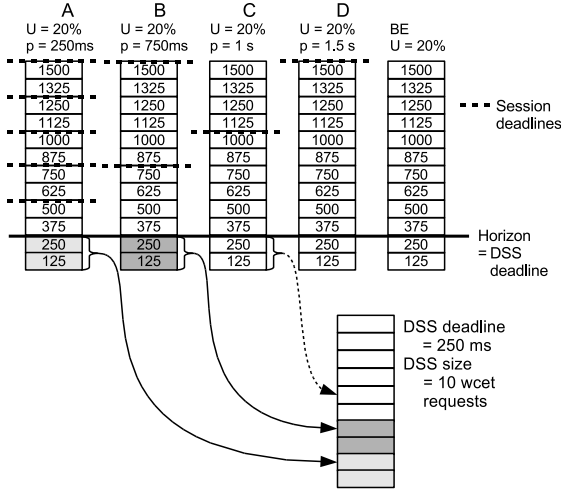 A B C D
U = 20% U = 20% U = 20% U = 20% BE
p = 250ms p = 750ms p = 1 s p = 1.5 s U = 20%
1500 1500 1500 1500 1500
1325 1325 1325 1325 1325
1250 1250 1250 1250 1250
1125 1125 1125 1125 1125
1000 1000 1000 1000 1000
875 875 875 875 875
750 750 750 750 750
625 625 625 625 625
500 500 500 500 500
375 375 375 375 375
250 250 250 250 250
125 125 125 125 125
Session
deadlines
Horizon
= DSS
deadline
DSS deadline
= 250 ms
DSS size
= 10 wcet
requests